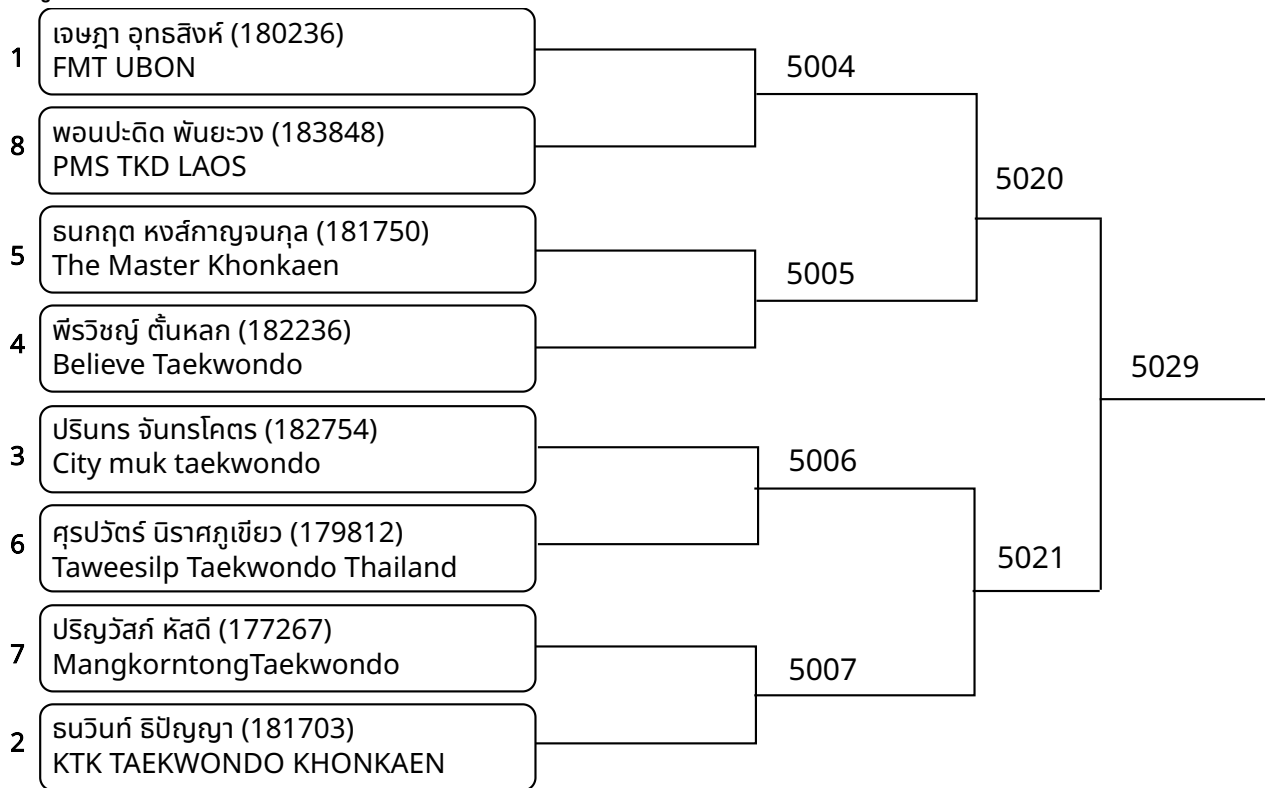 1
เจษฎา อุทธสิงห์ (180236)
FMT UBON
8
พอนปะดิด พันยะวง (183848)
PMS TKD LAOS
5004
5
ธนกฤต หงส์กาญจนกุล (181750)
The Master Khonkaen
4
พีรวิชญ์ ตั้นหลก (182236)
Believe Taekwondo
5005
5020
3
ปรินทร จันทรโคตร (182754)
City muk taekwondo
6
ศุรปวัตร์ นิราศภูเขียว (179812)
Taweesilp Taekwondo Thailand
5006
7
ปริญวัสภ์ หัสดี (177267)
MangkorntongTaekwondo
2
ธนวินท์ ธิปัญญา (181703)
KTK TAEKWONDO KHONKAEN
5007
5021
5029